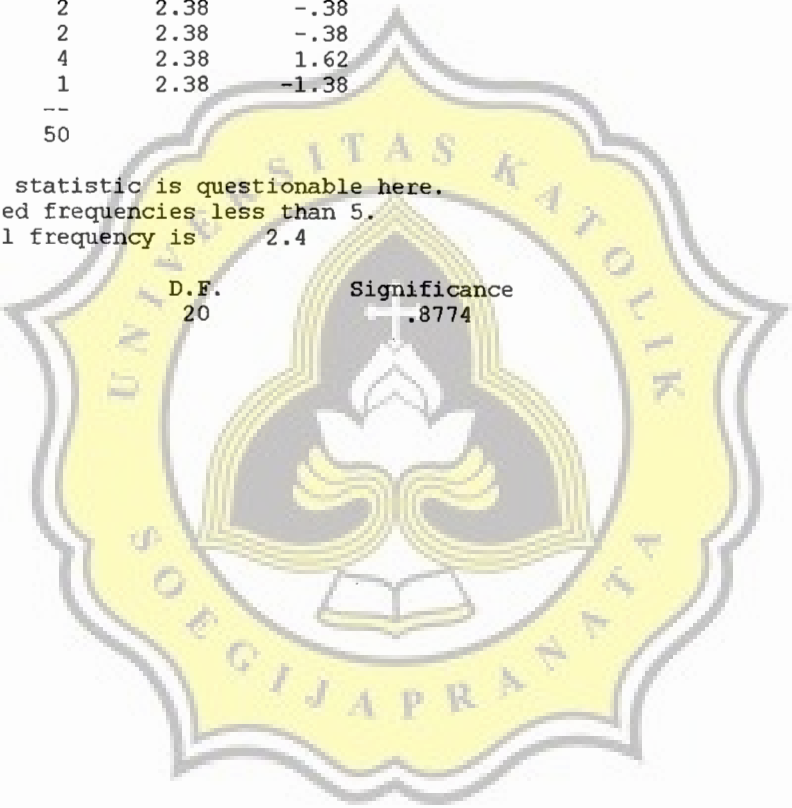 2 2.38 -.38
2 2.38 -.38
4 2.38 1.62
1 2.38 -1.38
--
50
statistic is questionable here.
ed frequencies less than 5.
l frequency is 2.4
D.F. Significance
20 .8774
UNIVERSITAS KATOLIK
SOEGIJAPRANATA